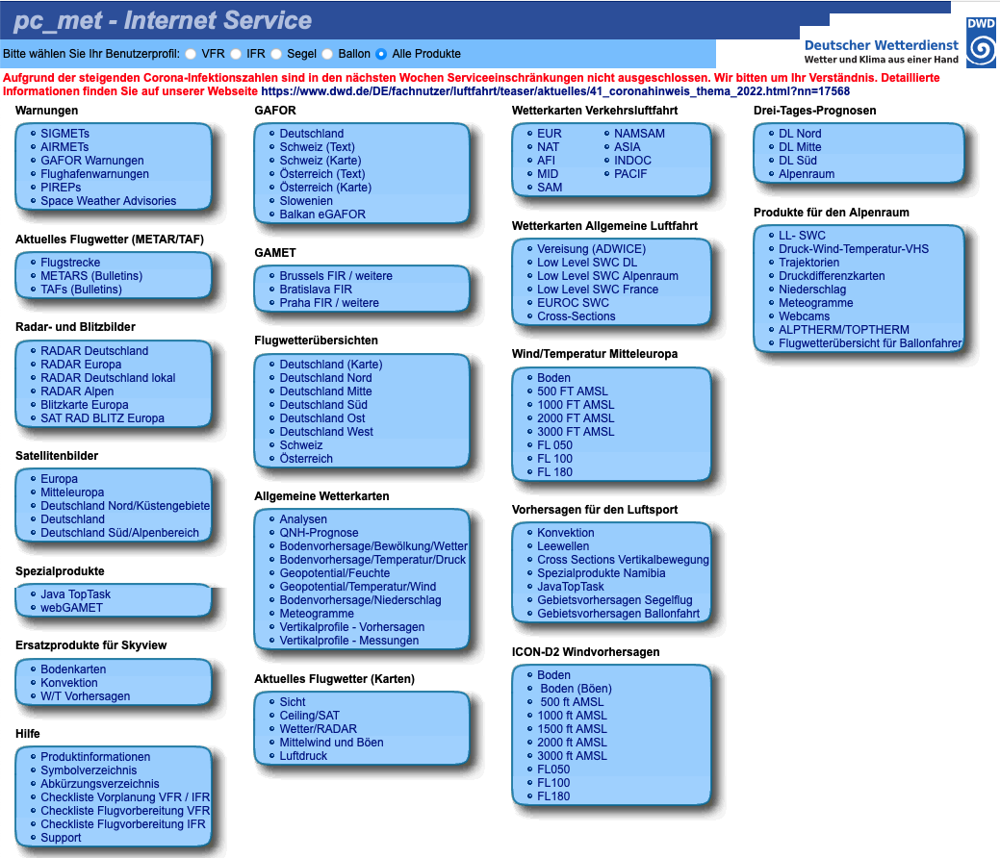 pc_met - Internet Service
DWD
Bitte wählen Sie Ihr Benutzerprofil: VFR IFR Segel Ballon Alle Produkte
Deutscher Wetterdienst
Wetter und Klima aus einer Hand
Aufgrund der steigenden Corona-Infektionszahlen sind in den nächsten Wochen Serviceeinschränkungen nicht ausgeschlossen. Wir bitten um Ihr Verständnis. Detaillierte
Informationen finden Sie auf unserer Webseite https://www.dwd.de/DE/fachnutzer/luftfahrt/teaser/aktuelles/41_coronahinweis_thema_2022.html?nn=17568
Warnungen
SIGMETs
AIRMETs
GAFOR Warnungen
Flughafenwarnungen
PIREPs
Space Weather Advisories
Aktuelles Flugwetter (METAR/TAF)
Flugstrecke
METARS (Bulletins)
TAFs (Bulletins)
Radar- und Blitzbilder
RADAR Deutschland
RADAR Europa
RADAR Deutschland lokal
RADAR Alpen
Blitzkarte Europa
SAT RAD BLITZ Europa
Satellitenbilder
Europa
Mitteleuropa
Deutschland Nord/Küstengebiete
Deutschland
Deutschland Süd/Alpenbereich
Spezialprodukte
Java TopTask
webGAMET
Ersatzprodukte für Skyview
Bodenkarten
Konvektion
W/T Vorhersagen
Hilfe
Produktinformationen
Symbolverzeichnis
Abkürzungsverzeichnis
Checkliste Vorplanung VFR / IFR
Checkliste Flugvorbereitung VFR
Checkliste Flugvorbereitung IFR
Support
GAFOR
Deutschland
Schweiz (Text)
Schweiz (Karte)
Österreich (Text)
Österreich (Karte)
Slowenien
Balkan eGAFOR
GAMET
Brussels FIR / weitere
Bratislava FIR
Praha FIR / weitere
Flugwetterübersichten
Deutschland (Karte)
Deutschland Nord
Deutschland Mitte
Deutschland Süd
Deutschland Ost
Deutschland West
Schweiz
Österreich
Allgemeine Wetterkarten
Analysen
QNH-Prognose
Bodenvorhersage/Bewölkung/Wetter
Bodenvorhersage/Temperatur/Druck
Geopotential/Feuchte
Geopotential/Temperatur/Wind
Bodenvorhersage/Niederschlag
Meteogramme
Vertikalprofile - Vorhersagen
Vertikalprofile - Messungen
Aktuelles Flugwetter (Karten)
Sicht
Ceiling/SAT
Wetter/RADAR
Mittelwind und Böen
Luftdruck
Wetterkarten Verkehrsluftfahrt
EUR NAMSAM
NAT ASIA
AFI INDOC
MID PACIF
SAM
Wetterkarten Allgemeine Luftfahrt
Vereisung (ADWICE)
Low Level SWC DL
Low Level SWC Alpenraum
Low Level SWC France
EUROC SWC
Cross-Sections
Wind/Temperatur Mitteleuropa
Boden
500 FT AMSL
1000 FT AMSL
2000 FT AMSL
3000 FT AMSL
FL 050
FL 100
FL 180
Vorhersagen für den Luftsport
Konvektion
Leewellen
Cross Sections Vertikalbewegung
Spezialprodukte Namibia
JavaTopTask
Gebietsvorhersagen Segelflug
Gebietsvorhersagen Ballonfahrt
ICON-D2 Windvorhersagen
Boden
Boden (Böen)
500 ft AMSL
1000 ft AMSL
1500 ft AMSL
2000 ft AMSL
3000 ft AMSL
FL050
FL100
FL180
Drei-Tages-Prognosen
DL Nord
DL Mitte
DL Süd
Alpenraum
Produkte für den Alpenraum
LL- SWC
Druck-Wind-Temperatur-VHS
Trajektorien
Druckdifferenzkarten
Niederschlag
Meteogramme
Webcams
ALPTHERM/TOPTHERM
Flugwetterübersicht für Ballonfahrer